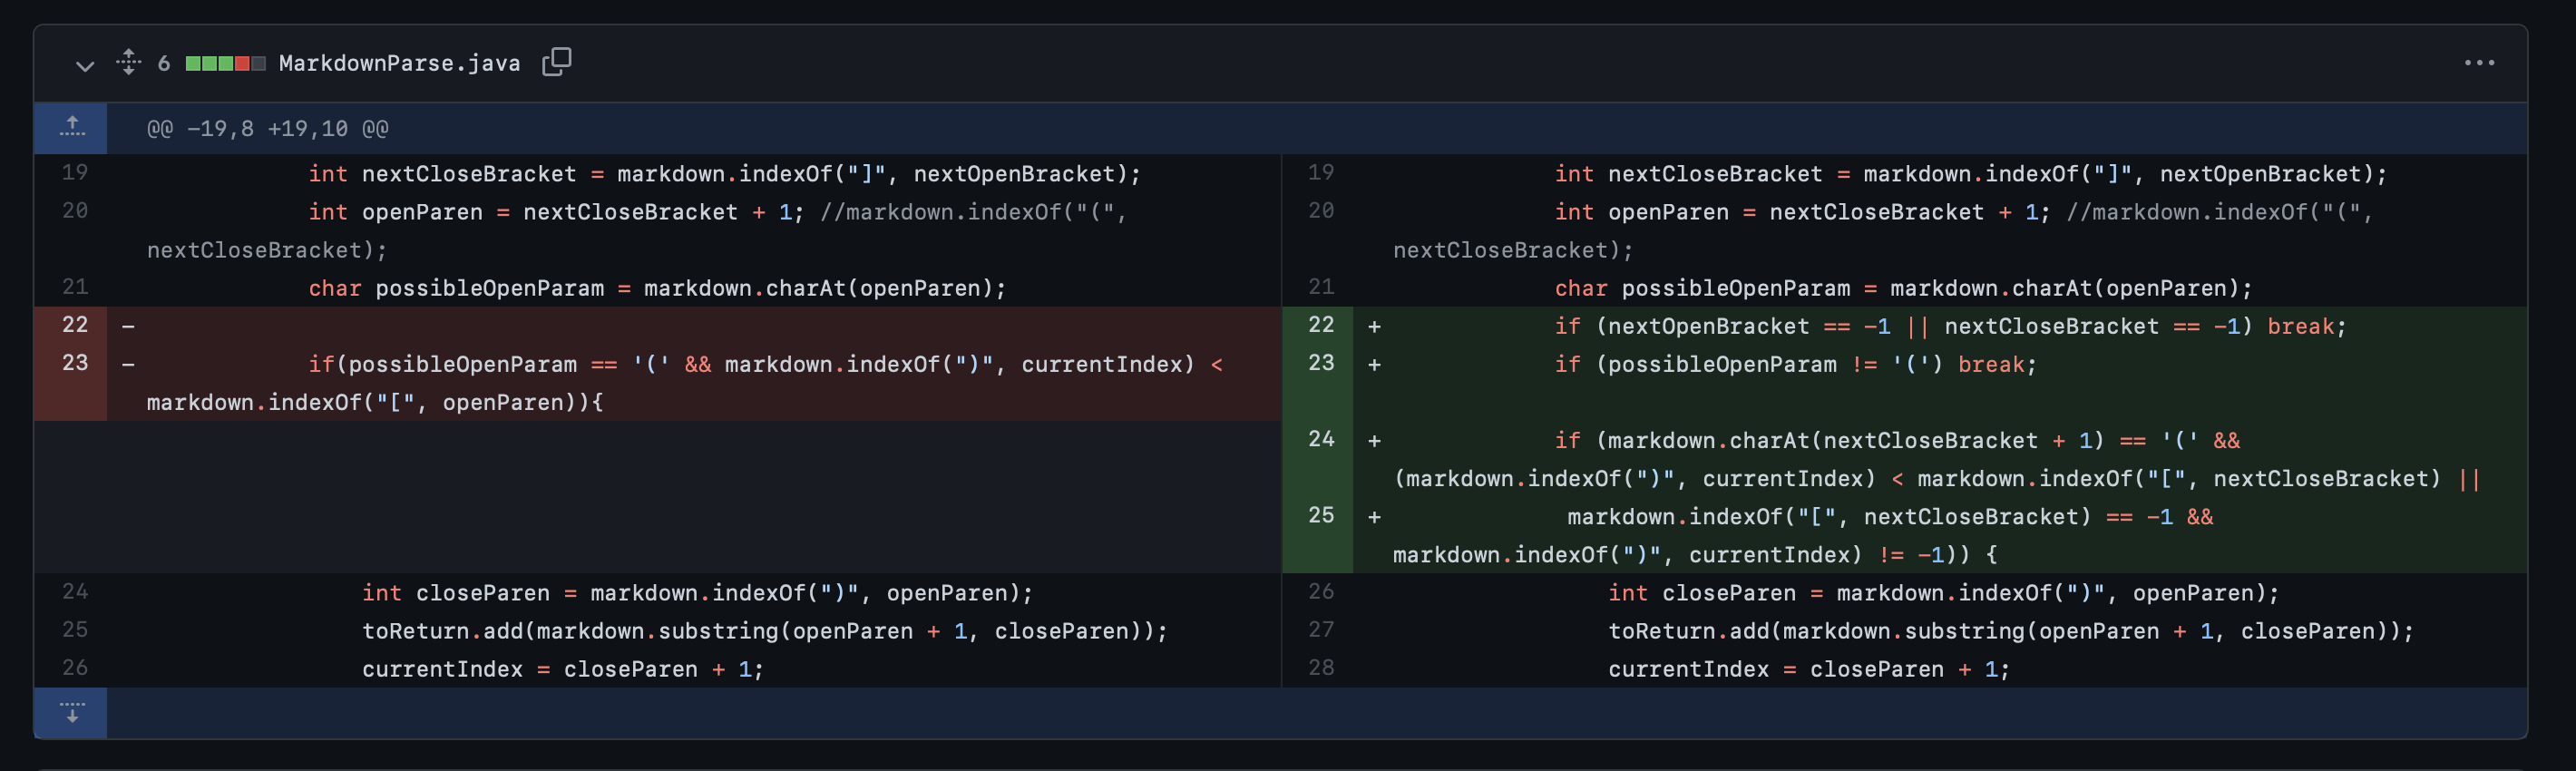 6 MarkdownParse.java
@@ -19,8 +19,10 @@
19 int nextCloseBracket = markdown.indexOf("]", nextOpenBracket);
20 int openParen = nextCloseBracket + 1; //markdown.indexOf("(",
nextCloseBracket);
21 char possibleOpenParam = markdown.charAt(openParen);
22 -
23 - if(possibleOpenParam == '(' && markdown.indexOf(")", currentIndex) <
markdown.indexOf("[", openParen)){
24 int closeParen = markdown.indexOf(")", openParen);
25 toReturn.add(markdown.substring(openParen + 1, closeParen));
26 currentIndex = closeParen + 1;
19 int nextCloseBracket = markdown.indexOf("]", nextOpenBracket);
20 int openParen = nextCloseBracket + 1; //markdown.indexOf("(",
nextCloseBracket);
21 char possibleOpenParam = markdown.charAt(openParen);
22 + if (nextOpenBracket == -1 || nextCloseBracket == -1) break;
23 + if (possibleOpenParam != '(') break;
24 + if (markdown.charAt(nextCloseBracket + 1) == '(' &&
(markdown.indexOf(")", currentIndex) < markdown.indexOf("[", nextCloseBracket) ||
25 + markdown.indexOf("[", nextCloseBracket) == -1 &&
markdown.indexOf(")", currentIndex) != -1)) {
26 int closeParen = markdown.indexOf(")", openParen);
27 toReturn.add(markdown.substring(openParen + 1, closeParen));
28 currentIndex = closeParen + 1;